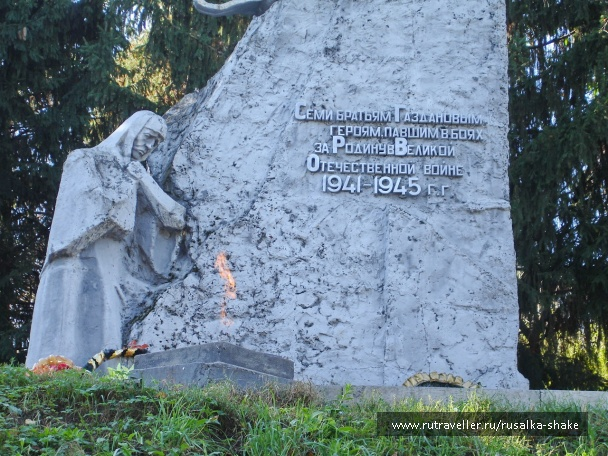 Семи братьям Газдановым
героям, павшим в боях
за Родину в Великой
Отечественной войне
1941-1945 г.г.
www.rutraveller.ru/rusalka-shake